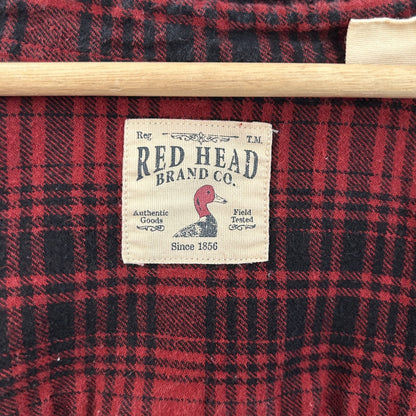 Reg T.M.
RED HEAD
BRAND CO.
Authentic Field
Goods Tested
Since 1856